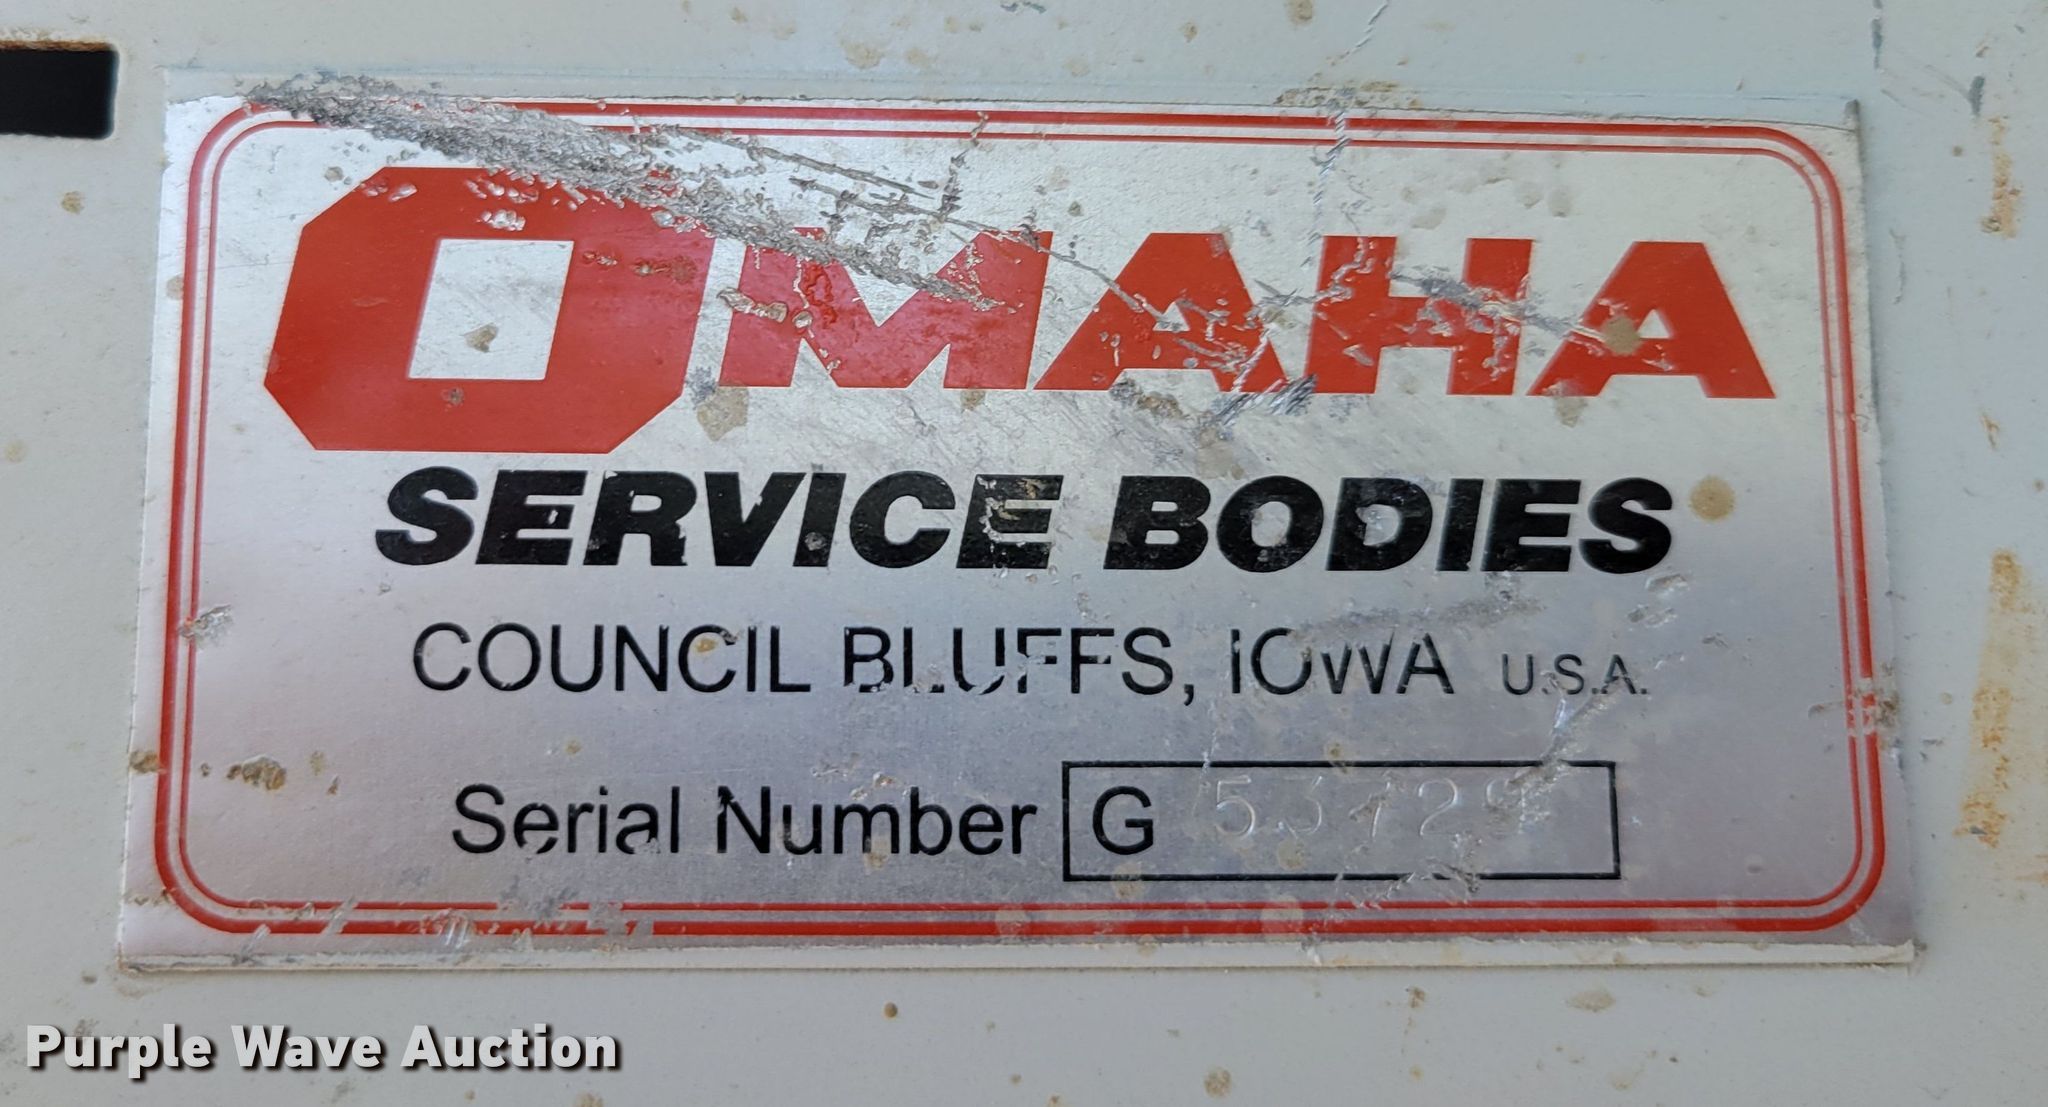 OMAHA
SERVICE BODIES
COUNCIL BLUFFS, IOWA U.S.A.
Serial Number G
Purple Wave Auction